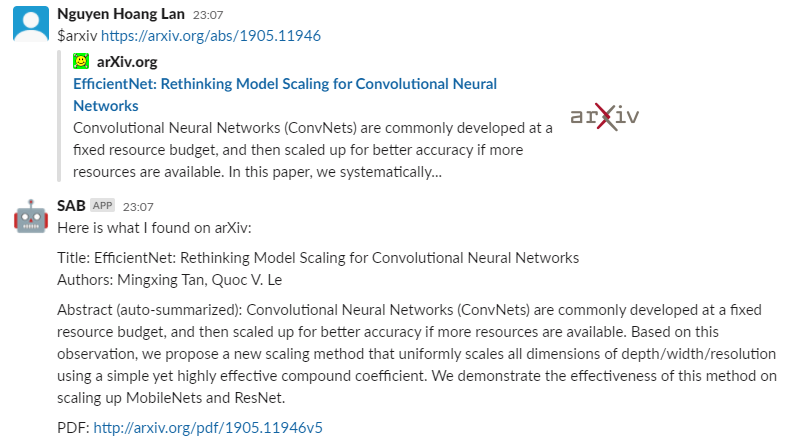 Nguyen Hoang Lan 23:07
$arxiv https://arxiv.org/abs/1905.11946
arXiv.org
EfficientNet: Rethinking Model Scaling for Convolutional Neural
Networks
Convolutional Neural Networks (ConvNets) are commonly developed at a
fixed resource budget, and then scaled up for better accuracy if more
resources are available. In this paper, we systematically...
arXiv
SAB APP 23:07
Here is what I found on arXiv:
Title: EfficientNet: Rethinking Model Scaling for Convolutional Neural Networks
Authors: Mingxing Tan, Quoc V. Le
Abstract (auto-summarized): Convolutional Neural Networks (ConvNets) are commonly developed at a fixed
resource budget, and then scaled up for better accuracy if more resources are available. Based on this
observation, we propose a new scaling method that uniformly scales all dimensions of depth/width/resolution
using a simple yet highly effective compound coefficient. We demonstrate the effectiveness of this method on
scaling up MobileNets and ResNet.
PDF: http://arxiv.org/pdf/1905.11946v5